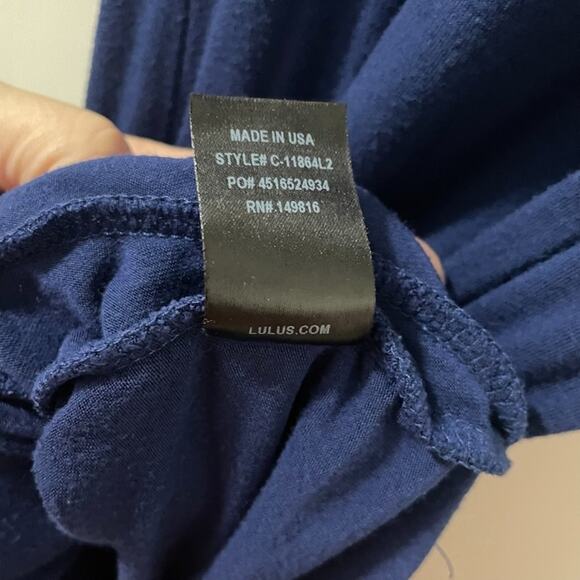 MADE IN USA
STYLE# C-11864L2
PO# 4516524934
RN#.149816
LULUS.COM